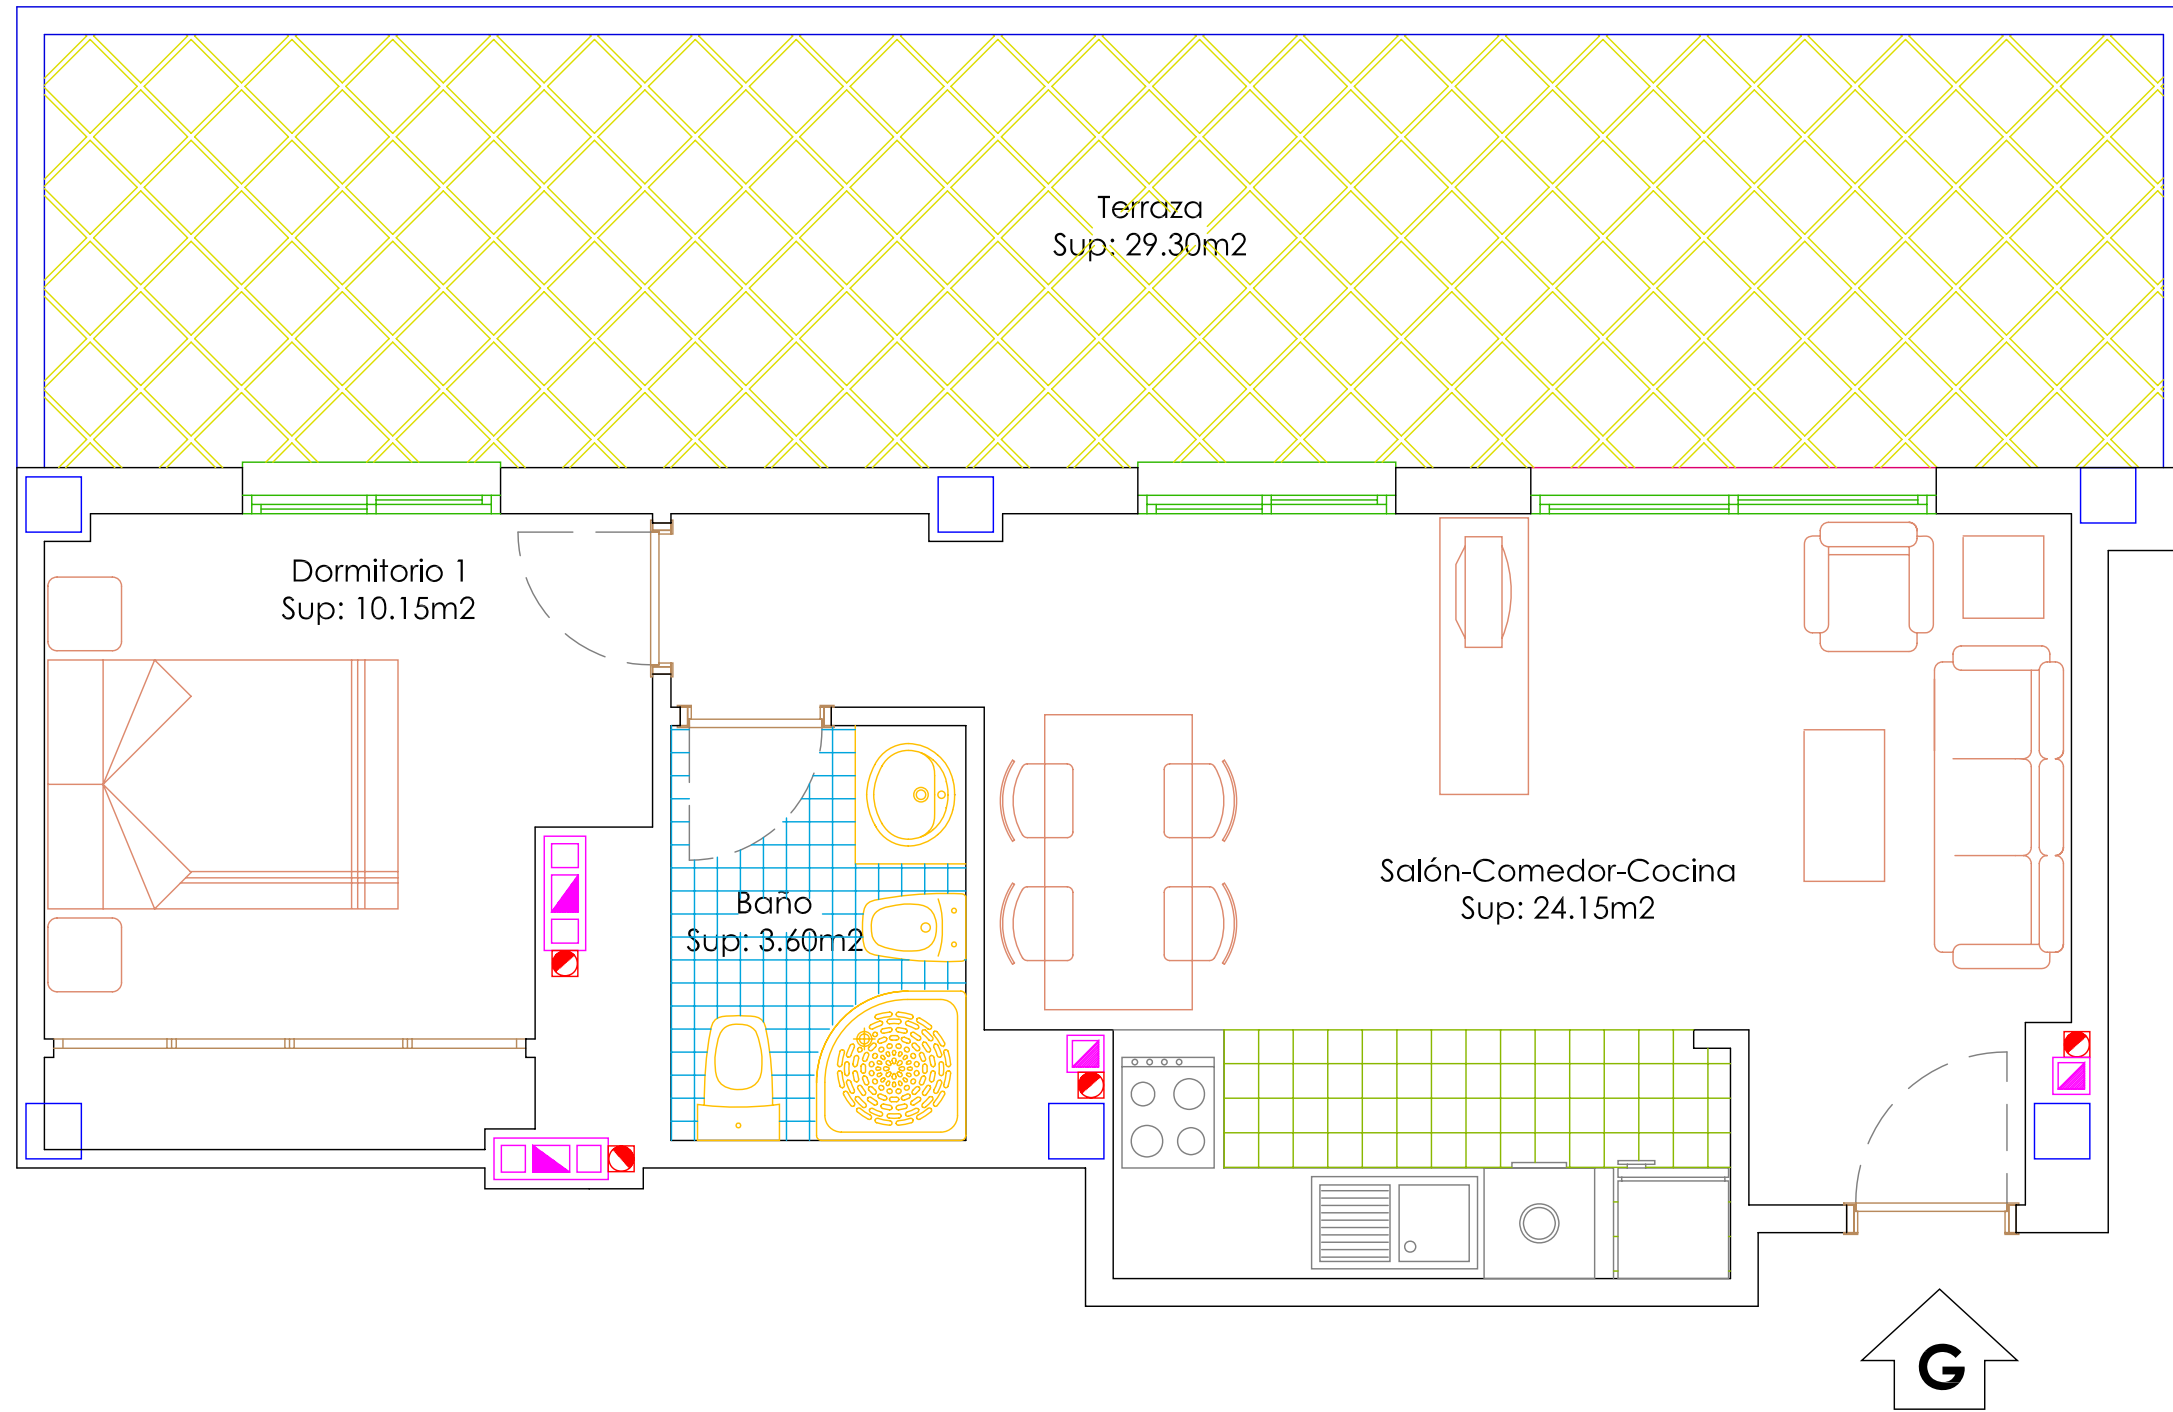 Terraza
Sup: 29.30m2
Dormitorio 1
Sup: 10.15m2
Salón-Comedor-Cocina
Sup: 24.15m2
Baño
Sup: 3.60m2
G